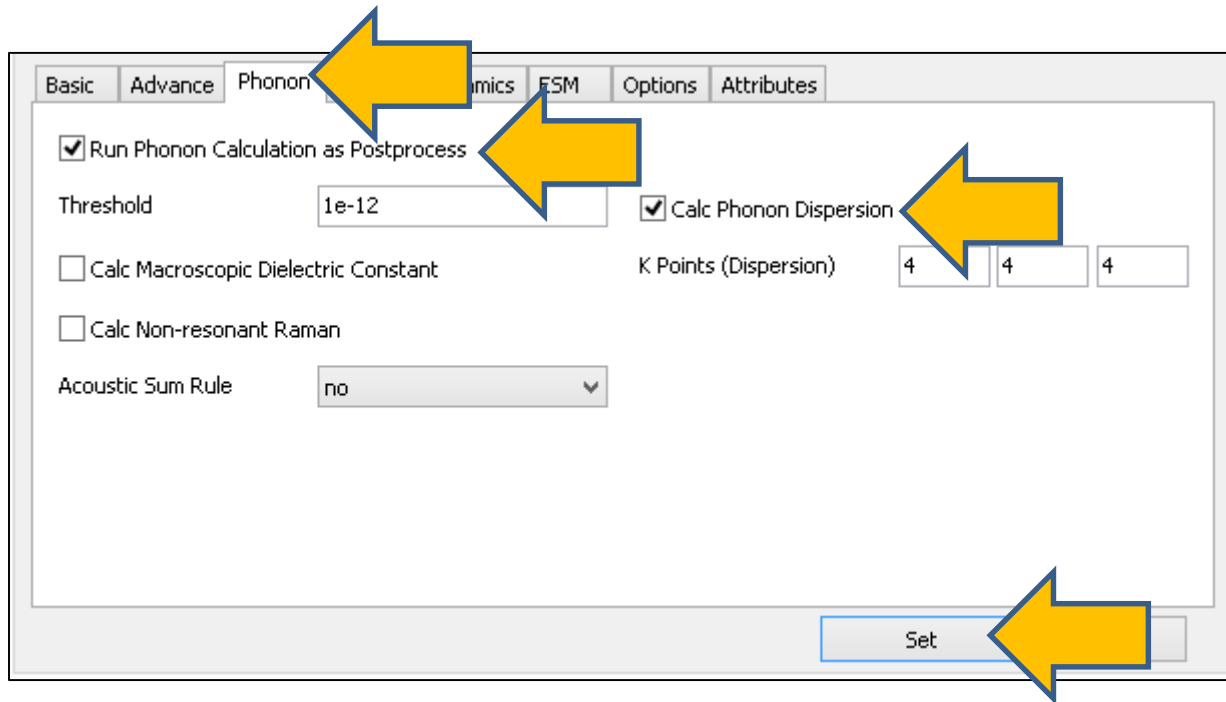 Basic Advance Phonon mics ESM Options Attributes
Run Phonon Calculation as Postprocess
Threshold 1e-12 Calc Phonon Dispersion
Calc Macroscopic Dielectric Constant K Points (Dispersion) 4 4 4
Calc Non-resonant Raman
Acoustic Sum Rule no
Set